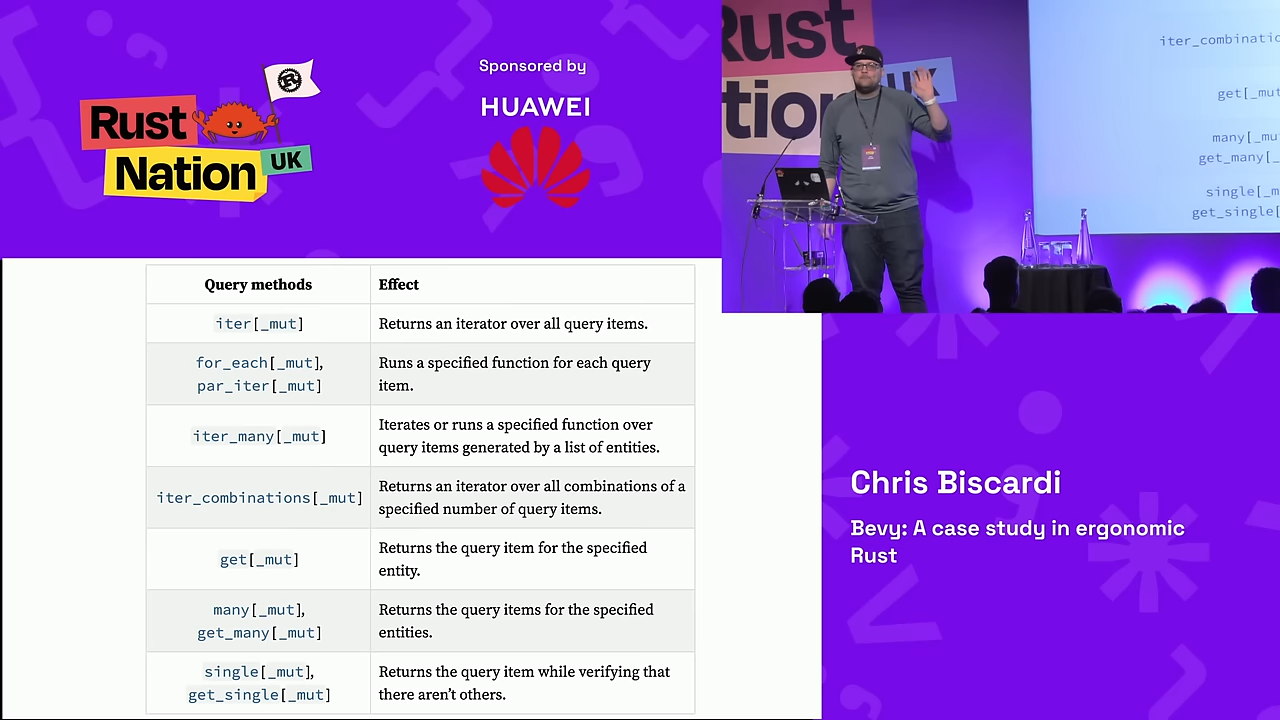 Rust
Nation
UK
Sponsored by
HUAWEI
Rust
tion
UK
iter_combinatio
get[_mut
many[_mu
get_many[_
single[_m
get_single[
Query methods
Effect
iter[_mut]
Returns an iterator over all query items.
for_each[_mut],
par_iter[_mut]
Runs a specified function for each query
item.
iter_many[_mut]
Iterates or runs a specified function over
query items generated by a list of entities.
iter_combinations[_mut]
Returns an iterator over all combinations of a
specified number of query items.
get[_mut]
Returns the query item for the specified
entity.
many[_mut],
get_many[_mut]
Returns the query items for the specified
entities.
single[_mut],
get_single[_mut]
Returns the query item while verifying that
there aren't others.
Chris Biscardi
Bevy: A case study in ergonomic
Rust